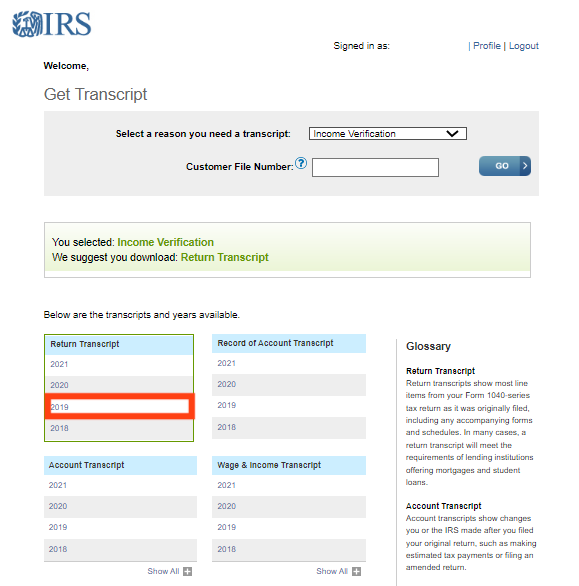 IRS
Signed in as: | Profile | Logout
Welcome,
Get Transcript
Select a reason you need a transcript: Income Verification
Customer File Number: ? GO >
You selected: Income Verification
We suggest you download: Return Transcript
Below are the transcripts and years available.
Return Transcript
2021
2020
2019
2018
Record of Account Transcript
2021
2020
2019
2018
Account Transcript
2021
2020
2019
2018
Show All +
Wage & Income Transcript
2021
2020
2019
2018
Show All +
Glossary
Return Transcript
Return transcripts show most line
items from your Form 1040-series
tax return as it was originally filed,
including any accompanying forms
and schedules. In many cases, a
return transcript will meet the
requirements of lending institutions
offering mortgages and student
loans.
Account Transcript
Account transcripts show changes
you or the IRS made after you filed
your original return, such as making
estimated tax payments or filing an
amended return.